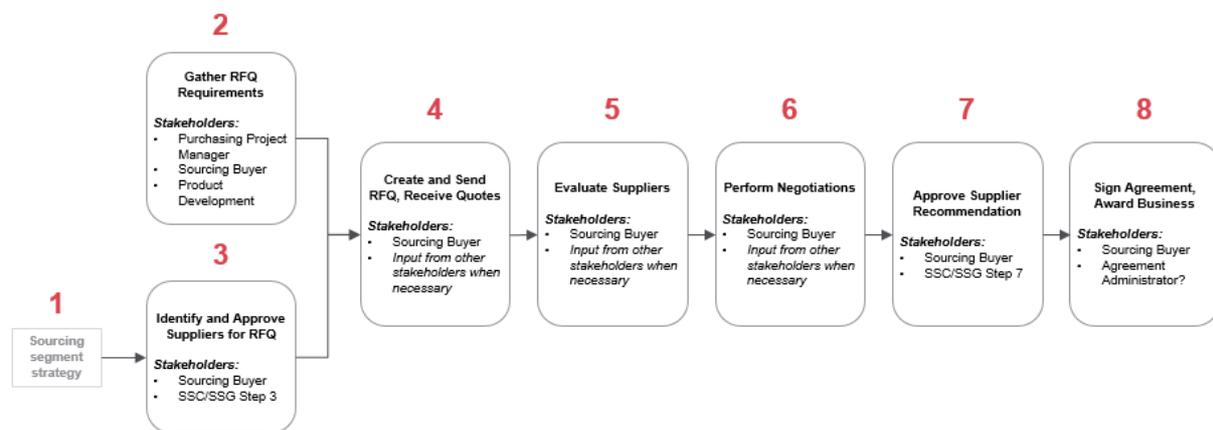 2
Gather RFQ
Requirements
Stakeholders:
• Purchasing Project
Manager
• Sourcing Buyer
• Product
Development
3
Identify and Approve
Suppliers for RFQ
Stakeholders:
• Sourcing Buyer
• SSC/SSG Step 3
1
Sourcing
segment
strategy
4
Create and Send
RFQ, Receive Quotes
Stakeholders:
• Sourcing Buyer
• Input from other
stakeholders when
necessary
5
Evaluate Suppliers
Stakeholders:
• Sourcing Buyer
• Input from other
stakeholders when
necessary
6
Perform Negotiations
Stakeholders:
• Sourcing Buyer
• Input from other
stakeholders when
necessary
7
Approve Supplier
Recommendation
Stakeholders:
• Sourcing Buyer
• SSC/SSG Step 7
8
Sign Agreement,
Award Business
Stakeholders:
• Sourcing Buyer
• Agreement
Administrator?